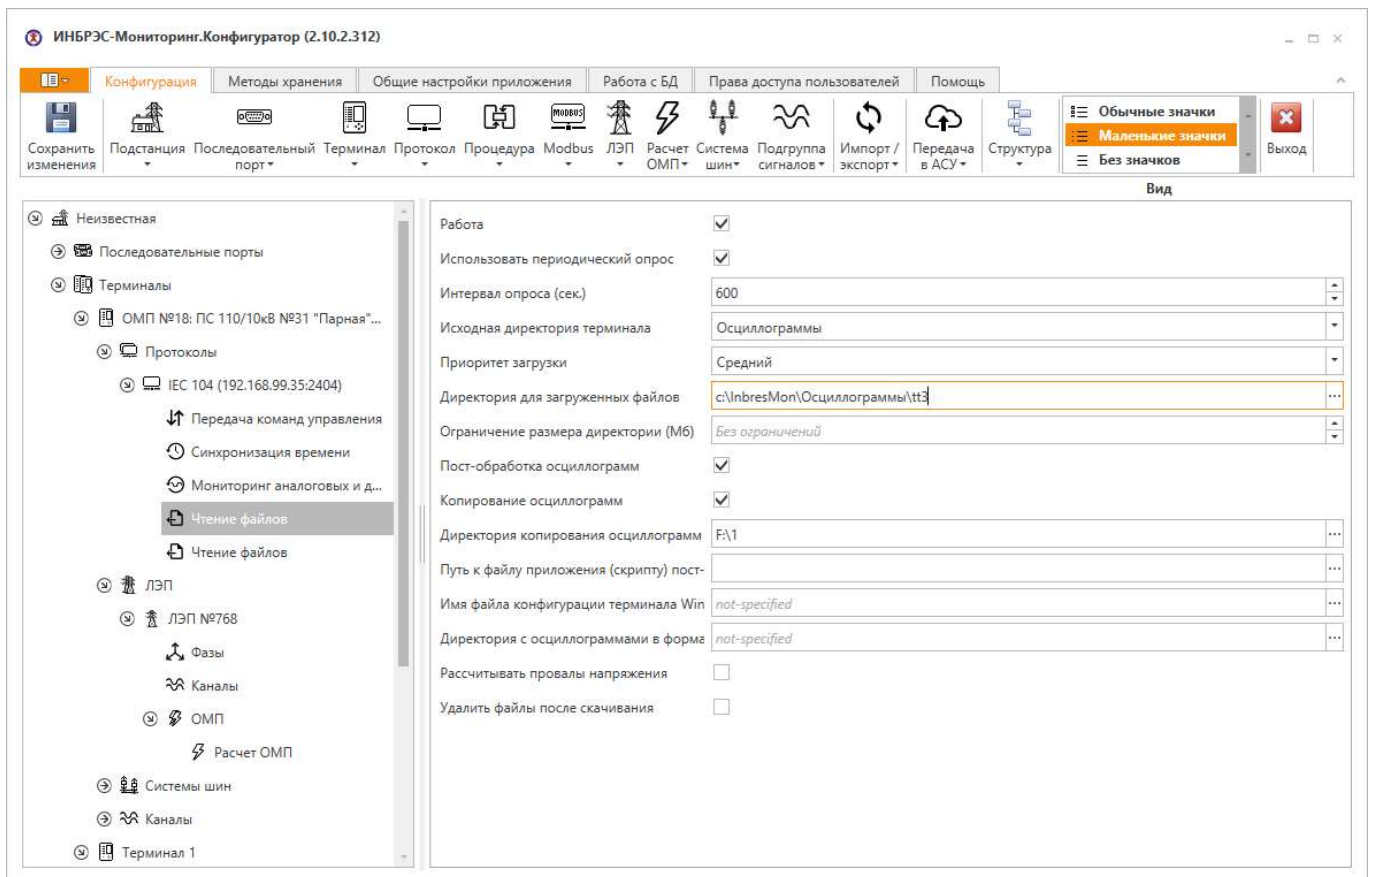 ИНБРЭС-Мониторинг.Конфигуратор (2.10.2.312)
Конфигурация
Методы хранения
Общие настройки приложения
Работа с БД
Права доступа пользователей
Помощь
Сохранить изменения
Подстанция
Последовательный порт
Терминал
Протокол
Процедура
MODBUS
Modbus
ЛЭП
Расчет ОМП
Система шин
Подгруппа сигналов
Импорт / экспорт
Передача в АСУ
Структура
Обычные значки
Маленькие значки
Без значков
Выход
Вид
Неизвестная
Последовательные порты
Терминалы
ОМП №18: ПС 110/10кВ №31 "Парная"...
Протоколы
IEC 104 (192.168.99.35:2404)
Передача команд управления
Синхронизация времени
Мониторинг аналоговых и д...
Чтение файлов
Чтение файлов
ЛЭП
ЛЭП №768
Фазы
Каналы
ОМП
Расчет ОМП
Системы шин
Каналы
Терминал 1
Работа
Использовать периодический опрос
Интервал опроса (сек.) 600
Исходная директория терминала Осциллограммы
Приоритет загрузки Средний
Директория для загруженных файлов c:\InbresMon\Осциллограммы\tt3
Ограничение размера директории (Мб) Без ограничений
Пост-обработка осциллограмм
Копирование осциллограмм
Директория копирования осциллограмм F:\1
Путь к файлу приложения (скрипту) пост-
Имя файла конфигурации терминала Win not-specified
Директория с осциллограммами в форма not-specified
Рассчитывать провалы напряжения
Удалить файлы после скачивания